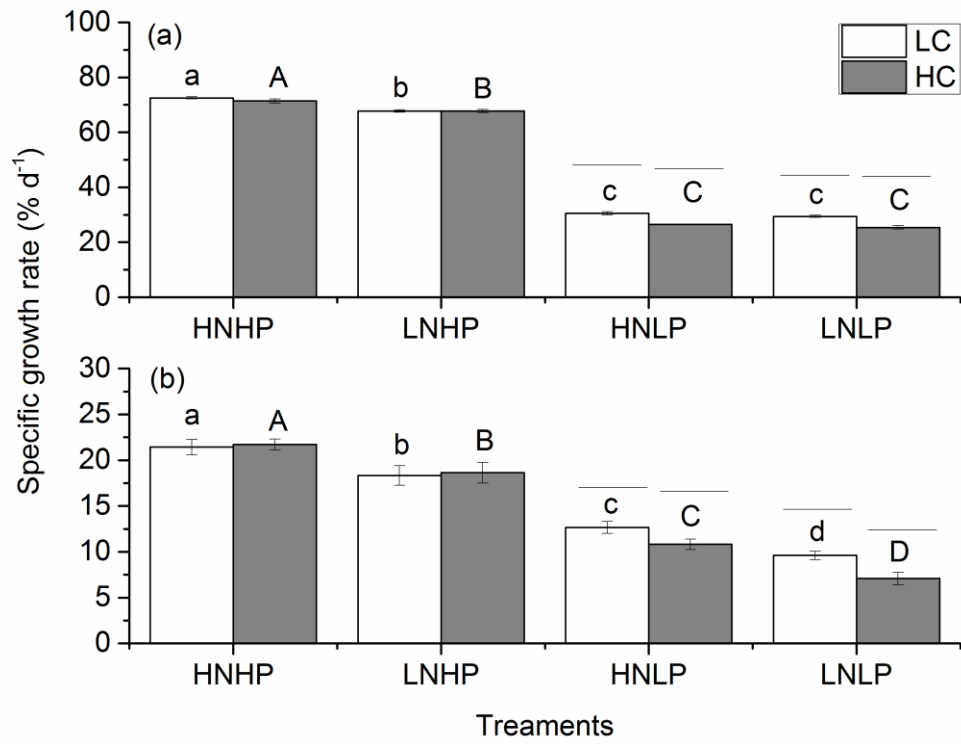 (a)
LC
HC
100
80
60
40
20
0
a A b B c C c C
HNHP LNHP HNLP LNLP
Specific growth rate (% d⁻¹)
(b)
30
25
20
15
10
5
0
a A b B c C d D
HNHP LNHP HNLP LNLP
Treaments